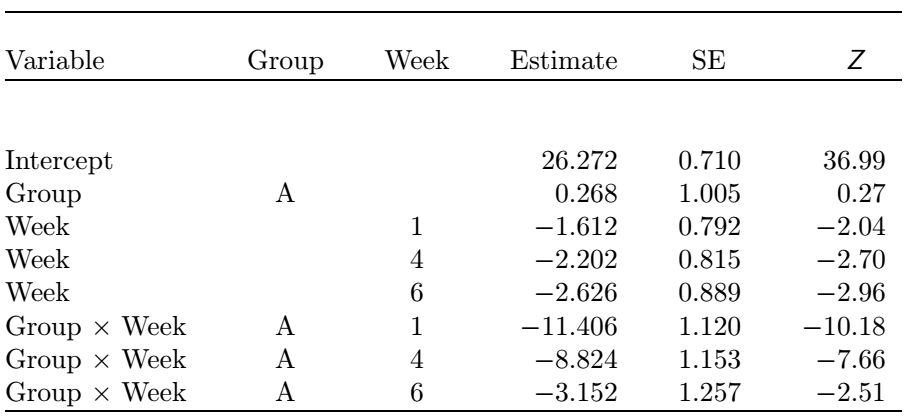 Variable Group Week Estimate SE Z
Intercept 26.272 0.710 36.99
Group A 0.268 1.005 0.27
Week 1 −1.612 0.792 −2.04
Week 4 −2.202 0.815 −2.70
Week 6 −2.626 0.889 −2.96
Group × Week A 1 −11.406 1.120 −10.18
Group × Week A 4 −8.824 1.153 −7.66
Group × Week A 6 −3.152 1.257 −2.51